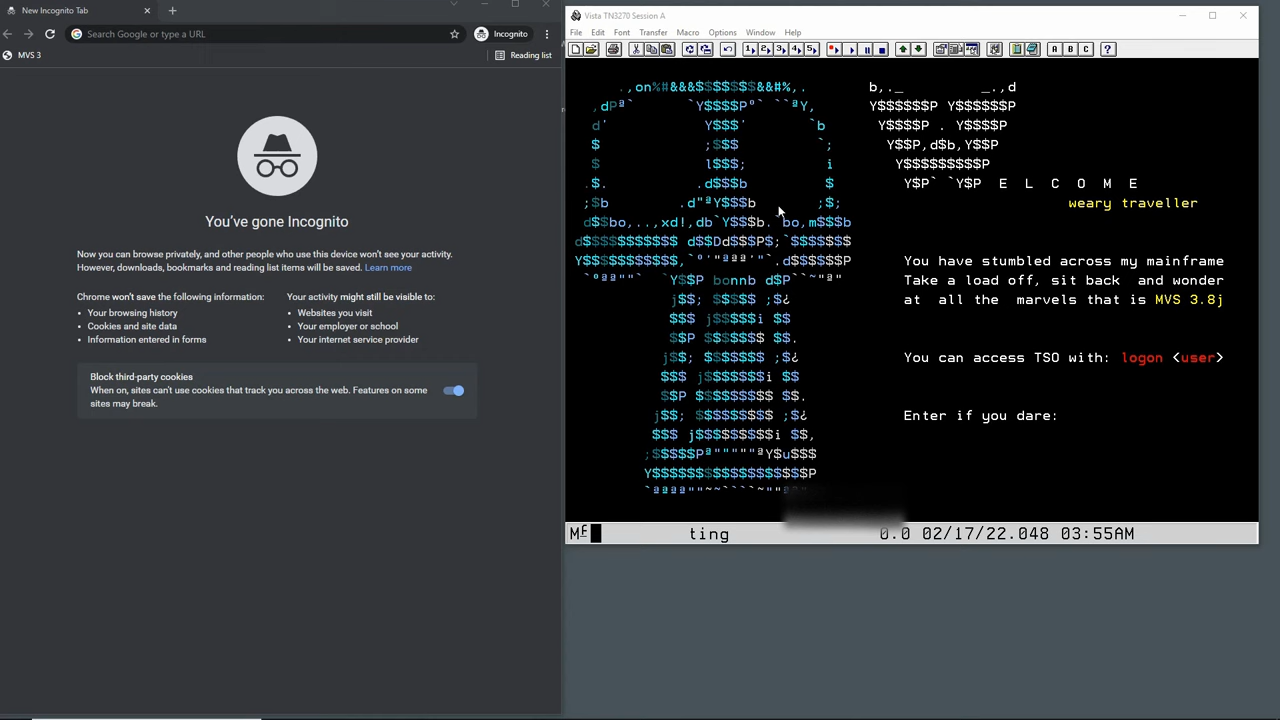 New Incognito Tab
Search Google or type a URL
Incognito
MVS 3
Reading list
You've gone Incognito
Now you can browse privately, and other people who use this device won't see your activity.
However, downloads, bookmarks and reading list items will be saved. Learn more
Chrome won't save the following information:
• Your browsing history
• Cookies and site data
• Information entered in forms
Your activity might still be visible to:
• Websites you visit
• Your employer or school
• Your internet service provider
Block third-party cookies
When on, sites can't use cookies that track you across the web. Features on some
sites may break.
Vista TN3270 Session A
File Edit Font Transfer Macro Options Window Help
E L C O M E
weary traveller
You have stumbled across my mainframe
Take a load off, sit back and wonder
at all the marvels that is MVS 3.8j
You can access TSO with: logon <user>
Enter if you dare:
ting
0.0 02/17/22.048 03:55AM